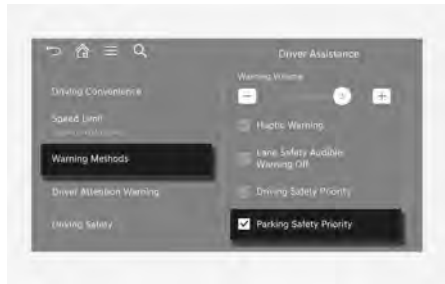 Driver Assistance
Driving Convenience
Speed Limit
Warning Methods
Driver Attention Warning
Driving Safety
Warning Volume
Haptic Warning
Lane Safety Audible
Warning Off
Driving Safety Priority
Parking Safety Priority